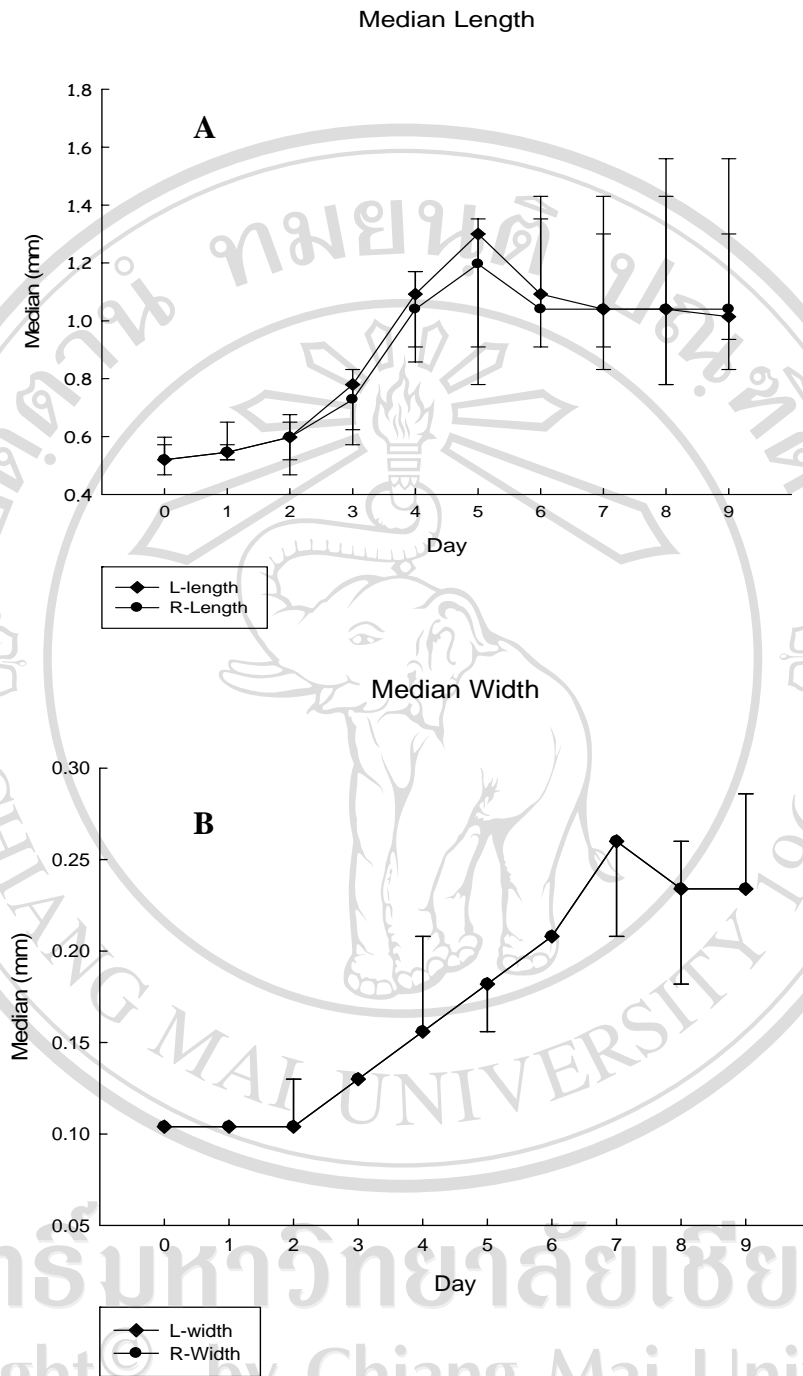 Median Length
A
1.8
1.6
1.4
1.2
1.0
0.8
0.6
0.4
Median (mm)
0 1 2 3 4 5 6 7 8 9
Day
L-length
R-Length
Median Width
B
0.30
0.25
0.20
0.15
0.10
0.05
Median (mm)
0 1 2 3 4 5 6 7 8 9
Day
L-width
R-Width
CHIANG MAI UNIVERSITY
by Chiang Mai